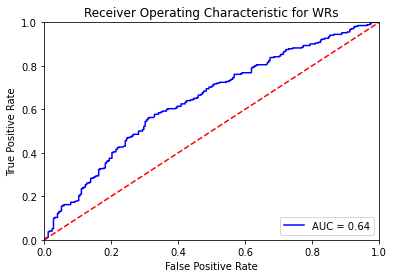 Receiver Operating Characteristic for WRs
1.0
0.8
0.6
0.4
0.2
0.0
True Positive Rate
AUC = 0.64
0.0 0.2 0.4 0.6 0.8 1.0
False Positive Rate